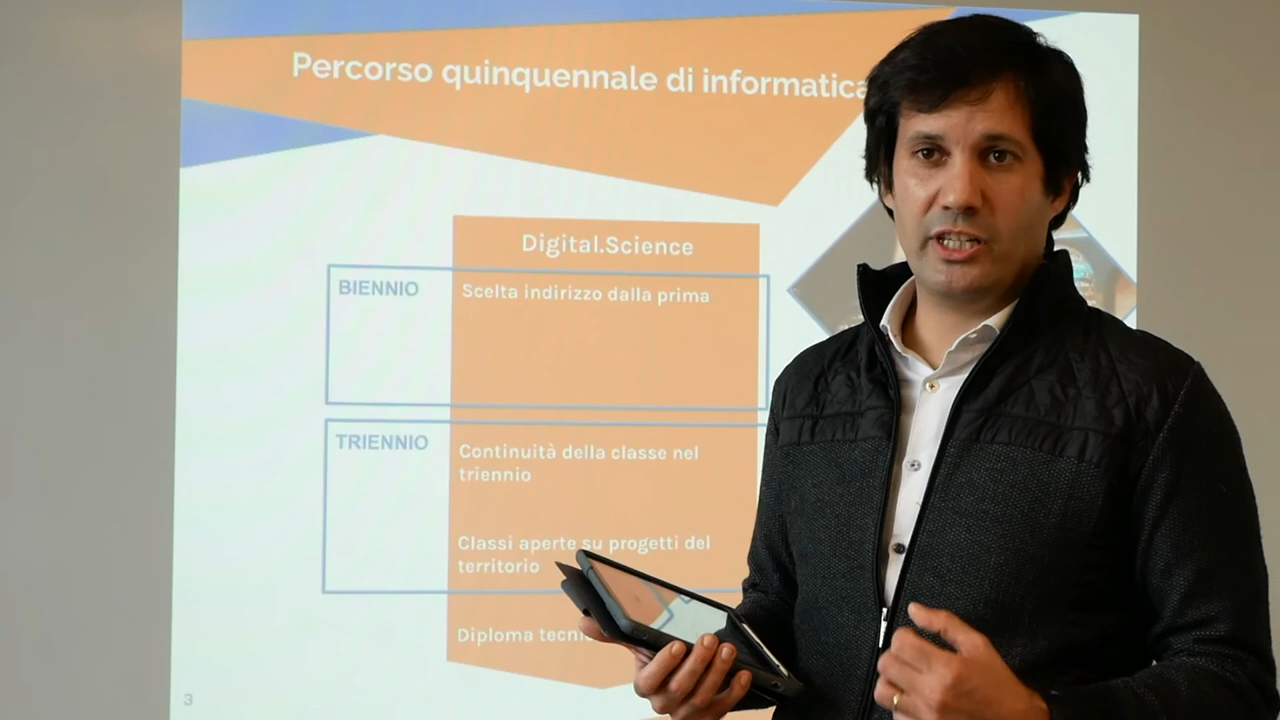 Percorso quinquennale di informatica
Digital.Science
BIENNIO
Scelta indirizzo dalla prima
TRIENNIO
Continuità della classe nel
triennio
Classi aperte su progetti del
territorio
Diploma
3